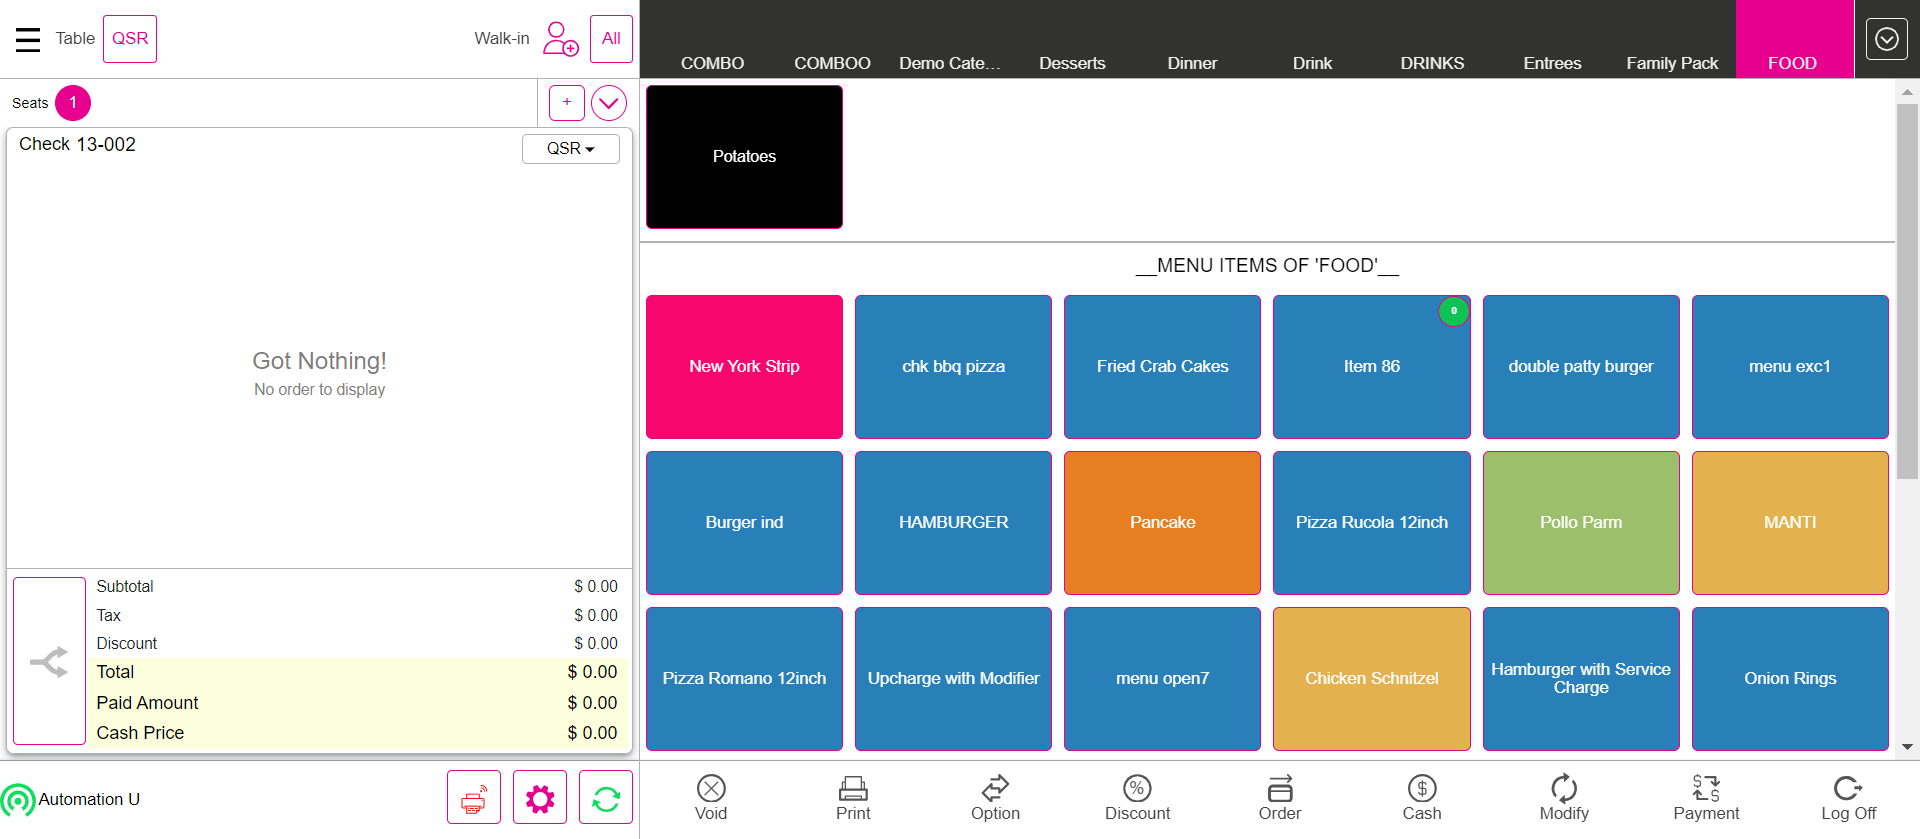 Table
QSR
Walk-in
All
COMBO
COMBOO
Demo Cate...
Desserts
Dinner
Drink
DRINKS
Entrees
Family Pack
FOOD
Seats
1
+
Check 13-002
QSR
Got Nothing!
No order to display
Subtotal
$ 0.00
Tax
$ 0.00
Discount
$ 0.00
Total
$ 0.00
Paid Amount
$ 0.00
Cash Price
$ 0.00
Automation U
Potatoes
__MENU ITEMS OF 'FOOD'__
New York Strip
chk bbq pizza
Fried Crab Cakes
0
Item 86
double patty burger
menu exc1
Burger ind
HAMBURGER
Pancake
Pizza Rucola 12inch
Pollo Parm
MANTI
Pizza Romano 12inch
Upcharge with Modifier
menu open7
Chicken Schnitzel
Hamburger with Service
Charge
Onion Rings
Void
Print
Option
Discount
Order
Cash
Modify
Payment
Log Off